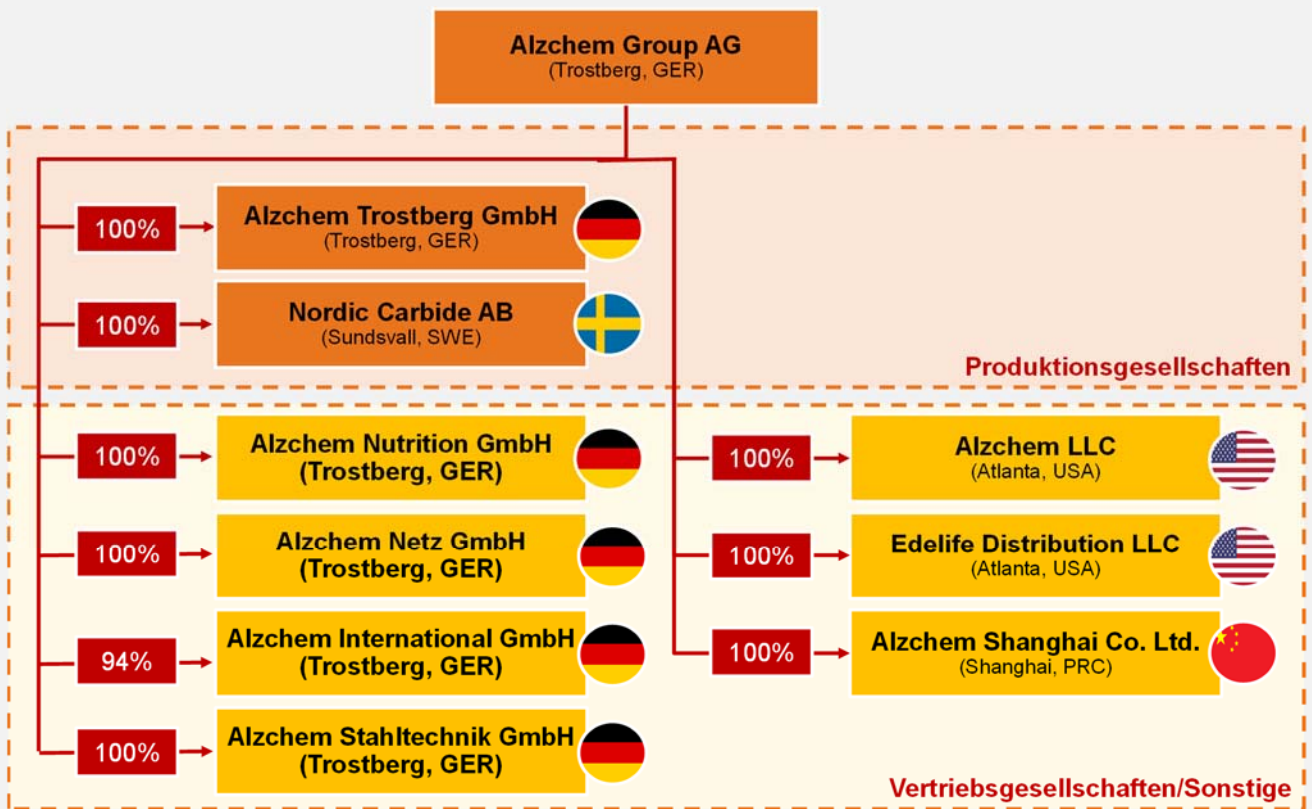 Alzchem Group AG
(Trostberg, GER)
100%
Alzchem Trostberg GmbH
(Trostberg, GER)
100%
Nordic Carbide AB
(Sundsvall, SWE)
Produktionsgesellschaften
100%
Alzchem Nutrition GmbH
(Trostberg, GER)
100%
Alzchem Netz GmbH
(Trostberg, GER)
94%
Alzchem International GmbH
(Trostberg, GER)
100%
Alzchem Stahltechnik GmbH
(Trostberg, GER)
100%
Alzchem LLC
(Atlanta, USA)
100%
Edelife Distribution LLC
(Atlanta, USA)
100%
Alzchem Shanghai Co. Ltd.
(Shanghai, PRC)
Vertriebsgesellschaften/Sonstige